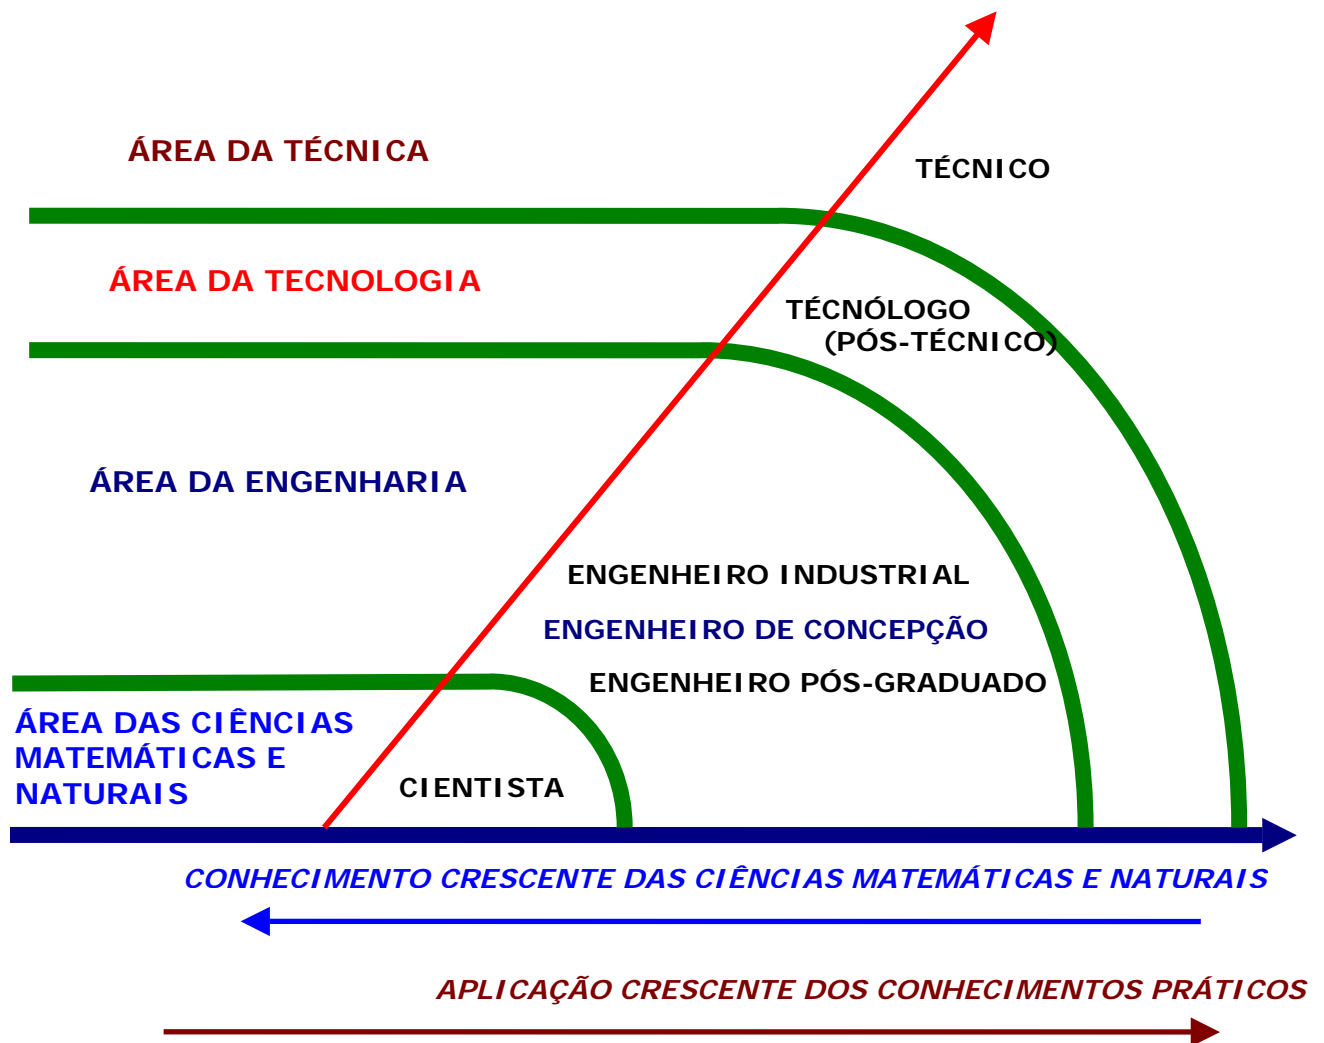 ÁREA DA TÉCNICA
TÉCNICO
ÁREA DA TECNOLOGIA
TÉCNÓLOGO
(PÓS-TÉCNICO)
ÁREA DA ENGENHARIA
ENGENHEIRO INDUSTRIAL
ENGENHEIRO DE CONCEPÇÃO
ENGENHEIRO PÓS-GRADUADO
ÁREA DAS CIÊNCIAS
MATEMÁTICAS E
NATURAIS
CIENTISTA
CONHECIMENTO CRESCENTE DAS CIÊNCIAS MATEMÁTICAS E NATURAIS
APLICAÇÃO CRESCENTE DOS CONHECIMENTOS PRÁTICOS